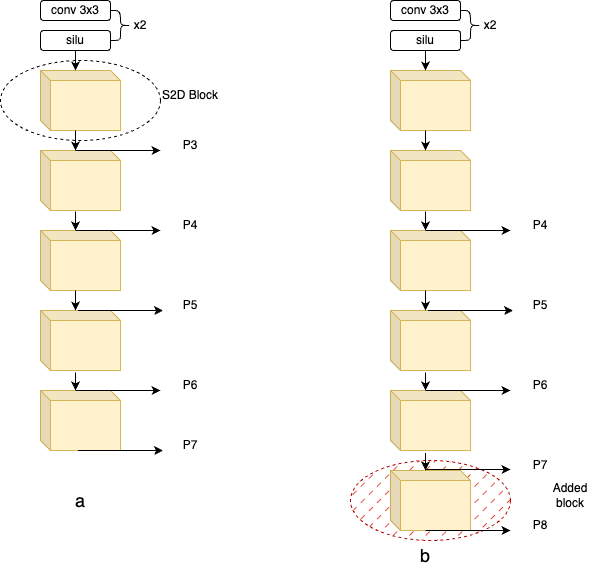 conv 3x3
silu
x2
S2D Block
P3
P4
P5
P6
P7
a
conv 3x3
silu
x2
P4
P5
P6
P7
Added
block
P8
b